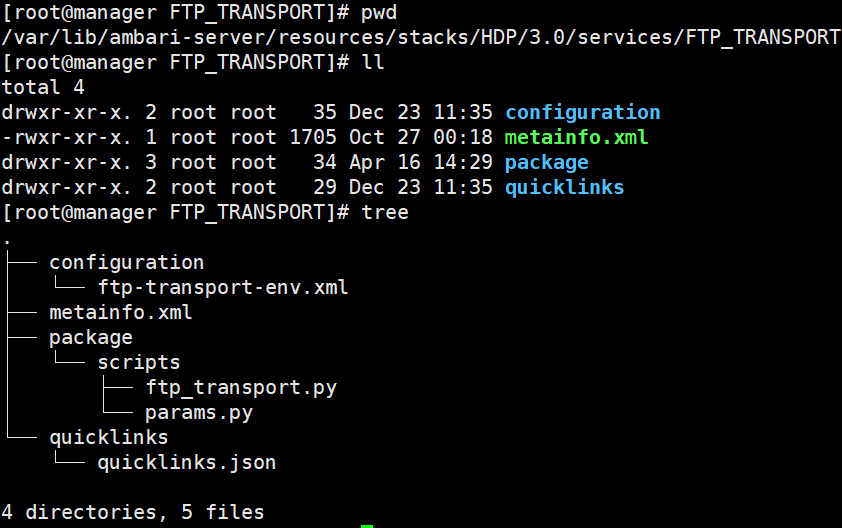 [root@manager FTP_TRANSPORT]# pwd
/var/lib/ambari-server/resources/stacks/HDP/3.0/services/FTP_TRANSPORT
[root@manager FTP_TRANSPORT]# ll
total 4
drwxr-xr-x. 2 root root   35 Dec 23 11:35 configuration
-rwxr-xr-x. 1 root root 1705 Oct 27 00:18 metainfo.xml
drwxr-xr-x. 3 root root   34 Apr 16 14:29 package
drwxr-xr-x. 2 root root   29 Dec 23 11:35 quicklinks
[root@manager FTP_TRANSPORT]# tree
.
├── configuration
│   └── ftp-transport-env.xml
├── metainfo.xml
├── package
│   └── scripts
│       ├── ftp_transport.py
│       └── params.py
└── quicklinks
    └── quicklinks.json

4 directories, 5 files